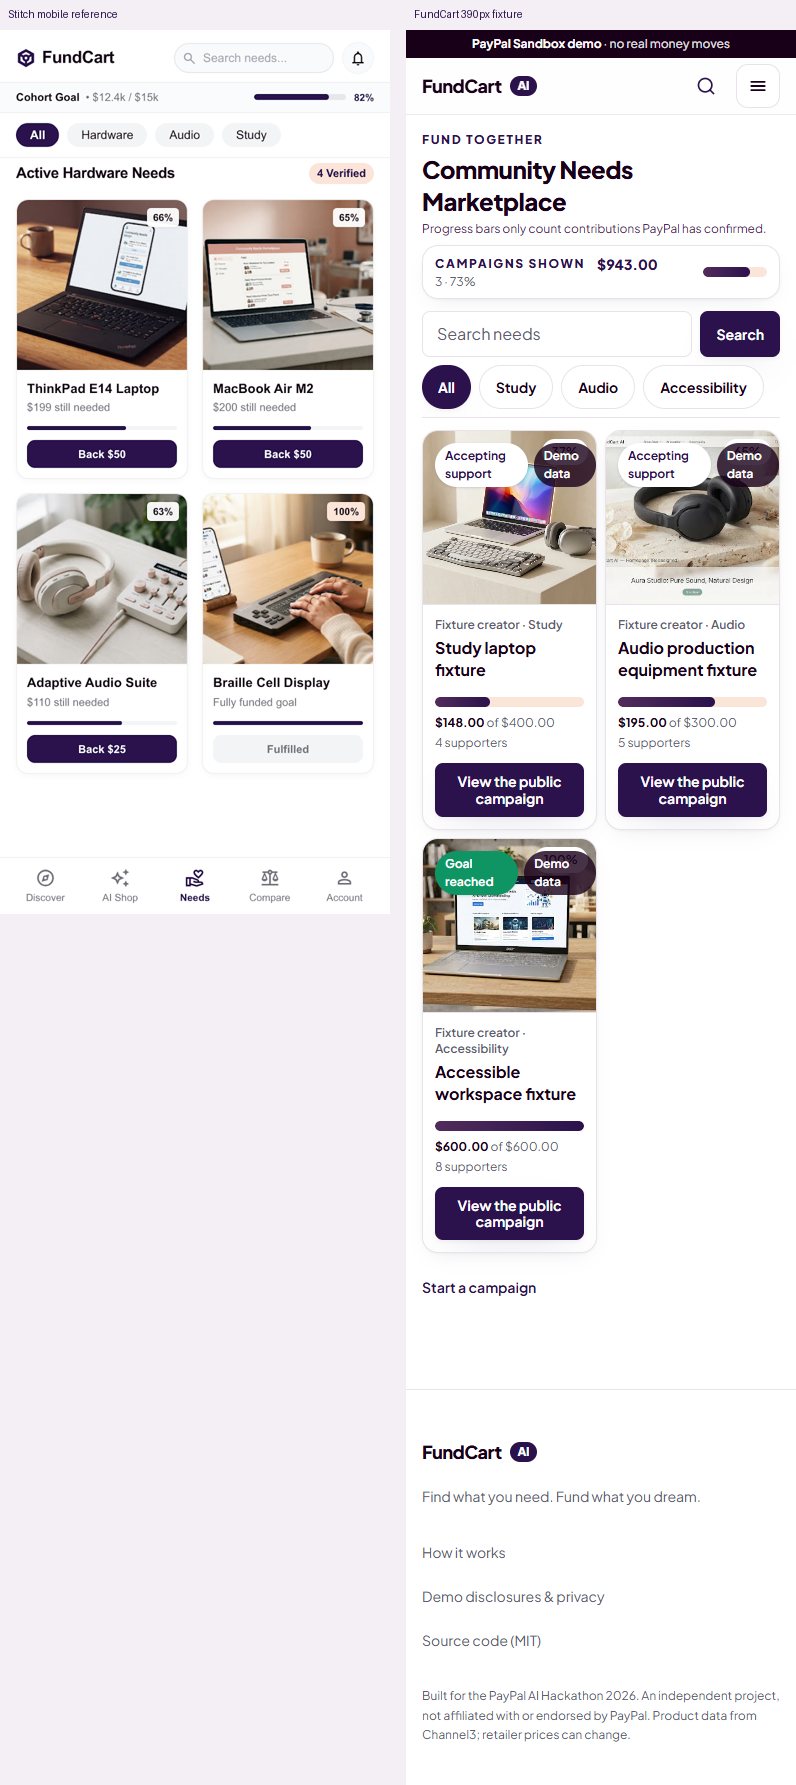 Stitch mobile reference
FundCart
Search needs...
Cohort Goal • $12.4k / $15k
82%
All
Hardware
Audio
Study
Active Hardware Needs
4 Verified
66%
65%
ThinkPad E14 Laptop
$199 still needed
Back $50
MacBook Air M2
$200 still needed
Back $50
63%
100%
Adaptive Audio Suite
$110 still needed
Back $25
Braille Cell Display
Fully funded goal
Fulfilled
Discover
AI Shop
Needs
Compare
Account
FundCart 390px fixture
PayPal Sandbox demo · no real money moves
FundCart AI
FUND TOGETHER
Community Needs
Marketplace
Progress bars only count contributions PayPal has confirmed.
CAMPAIGNS SHOWN $943.00
3 · 73%
Search needs
Search
All
Study
Audio
Accessibility
Accepting
support
Demo
data
Fixture creator · Study
Study laptop
fixture
$148.00 of $400.00
4 supporters
View the public
campaign
Accepting
support
Demo
data
Aura Studio: Pure Sound, Natural Design
Fixture creator · Audio
Audio production
equipment fixture
$195.00 of $300.00
5 supporters
View the public
campaign
Goal
reached
Demo
data
100%
Fixture creator ·
Accessibility
Accessible
workspace fixture
$600.00 of $600.00
8 supporters
View the public
campaign
Start a campaign
FundCart AI
Find what you need. Fund what you dream.
How it works
Demo disclosures & privacy
Source code (MIT)
Built for the PayPal AI Hackathon 2026. An independent project,
not affiliated with or endorsed by PayPal. Product data from
Channel3; retailer prices can change.